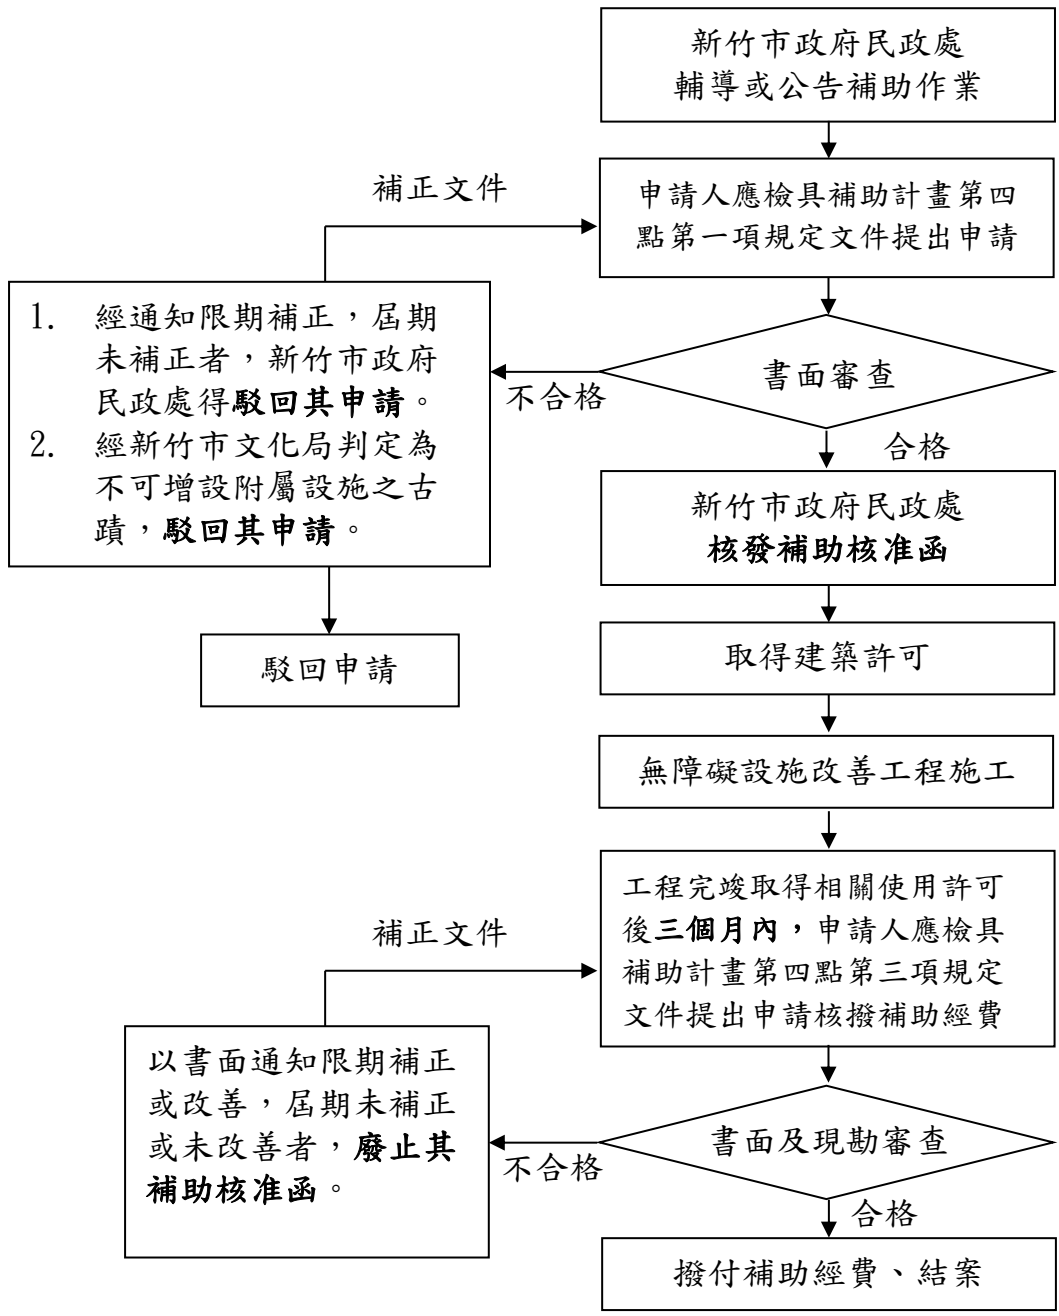 新竹市政府民政處
輔導或公告補助作業
補正文件
申請人應檢具補助計畫第四
點第一項規定文件提出申請
1. 經通知限期補正，屆期
未補正者，新竹市政府
民政處得駁回其申請。
2. 經新竹市文化局判定為
不可增設附屬設施之古
蹟，駁回其申請。
書面審查
不合格
合格
新竹市政府民政處
核發補助核准函
駁回申請
取得建築許可
無障礙設施改善工程施工
工程完竣取得相關使用許可
後三個月內，申請人應檢具
補助計畫第四點第三項規定
文件提出申請核撥補助經費
補正文件
以書面通知限期補正
或改善，屆期未補正
或未改善者，廢止其
補助核准函。
書面及現勘審查
不合格
合格
撥付補助經費、結案